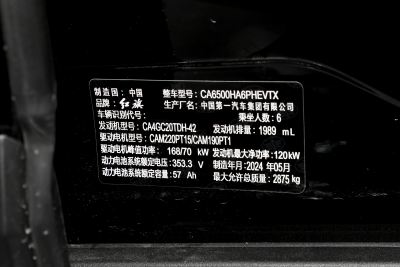 制造国：中国 整车型号：CA6500HA6PHEVTX
品牌：红旗 生产厂名：中国第一汽车集团有限公司
车辆识别代号： 乘坐人数：6
发动机型号：CA4GC20TDH-42 发动机排量：1989 mL
驱动电机型号：CAM220PT15/CAM190PT1
驱动电机峰值功率：168/70 kW 发动机最大净功率：120kW
动力电池系统额定电压：353.3 V 制造年月：2024年05月
动力电池系统额定容量：57 Ah 最大允许总质量：2875 kg